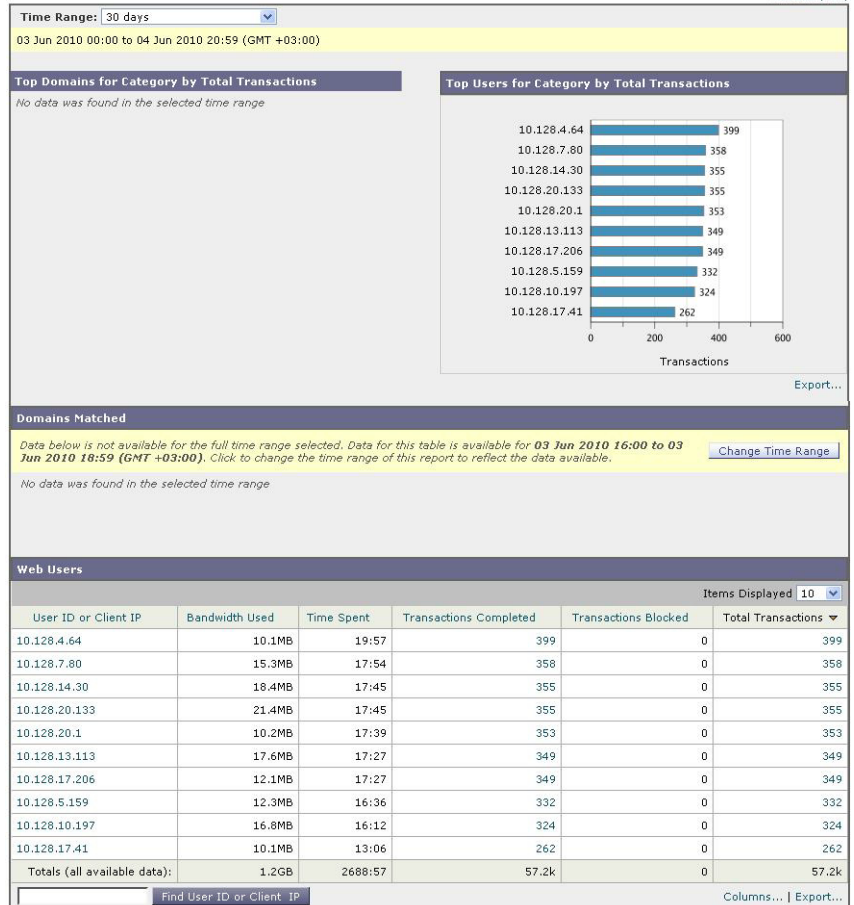 Time Range: 30 days
03 Jun 2010 00:00 to 04 Jun 2010 20:59 (GMT +03:00)
Top Domains for Category by Total Transactions
No data was found in the selected time range
Top Users for Category by Total Transactions
10.128.4.64 399
10.128.7.80 358
10.128.14.30 355
10.128.20.133 355
10.128.20.1 353
10.128.13.113 349
10.128.17.206 349
10.128.5.159 332
10.128.10.197 324
10.128.17.41 262
0 200 400 600
Transactions
Export...
Domains Matched
Data below is not available for the full time range selected. Data for this table is available for 03 Jun 2010 16:00 to 03
Jun 2010 18:59 (GMT +03:00). Click to change the time range of this report to reflect the data available.
Change Time Range
No data was found in the selected time range
Web Users
Items Displayed 10
User ID or Client IP Bandwidth Used Time Spent Transactions Completed Transactions Blocked Total Transactions
10.128.4.64 10.1MB 19:57 399 0 399
10.128.7.80 15.3MB 17:54 358 0 358
10.128.14.30 18.4MB 17:45 355 0 355
10.128.20.133 21.4MB 17:45 355 0 355
10.128.20.1 10.2MB 17:39 353 0 353
10.128.13.113 17.6MB 17:27 349 0 349
10.128.17.206 12.1MB 17:27 349 0 349
10.128.5.159 12.3MB 16:36 332 0 332
10.128.10.197 16.8MB 16:12 324 0 324
10.128.17.41 10.1MB 13:06 262 0 262
Totals (all available data): 1.2GB 2688:57 57.2k 0 57.2k
Find User ID or Client IP
Columns... | Export...